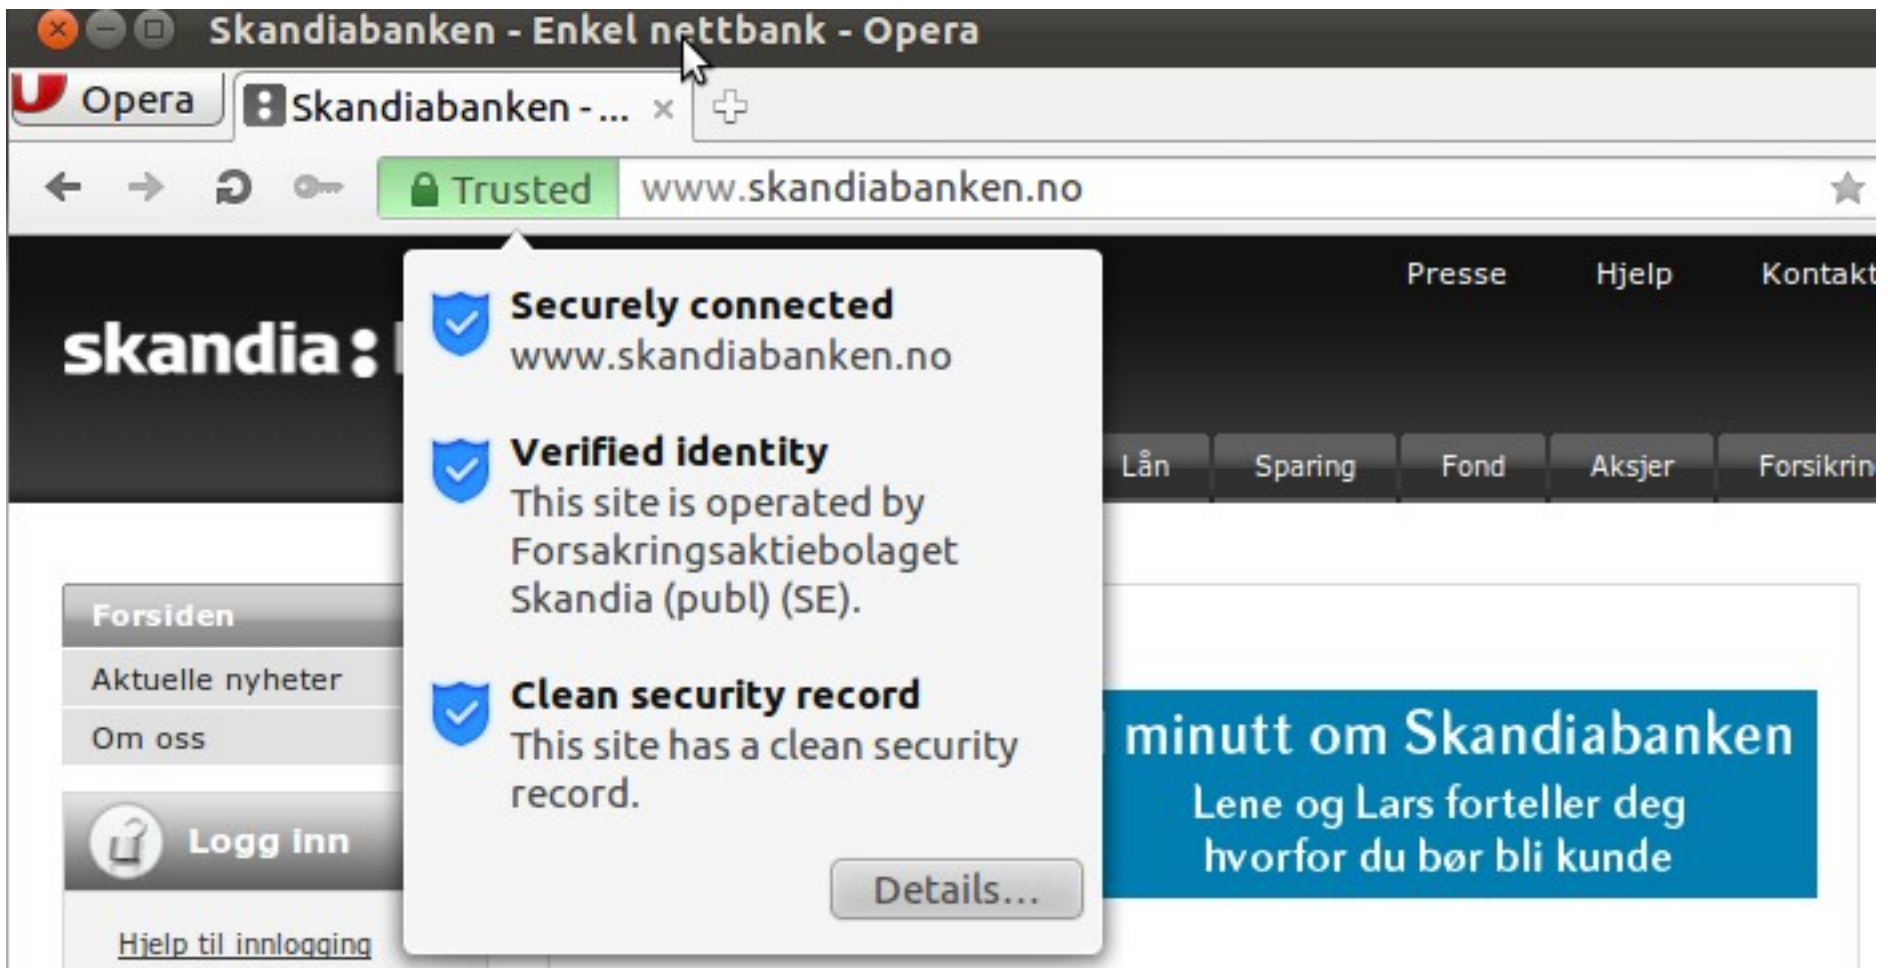 Skandiabanken - Enkel nettbank - Opera
Opera
Skandiabanken - ...
Trusted
www.skandiabanken.no
Presse
Hjelp
Kontakt
skandia:
Securely connected
www.skandiabanken.no
Verified identity
This site is operated by
Forsakringsaktiebolaget
Skandia (publ) (SE).
Clean security record
This site has a clean security
record.
Details...
Lån
Sparing
Fond
Aksjer
Forsikrin
Forsiden
Aktuelle nyheter
Om oss
Logg inn
Hjelp til innlogging
minutt om Skandiabanken
Lene og Lars forteller deg
hvorfor du bør bli kunde